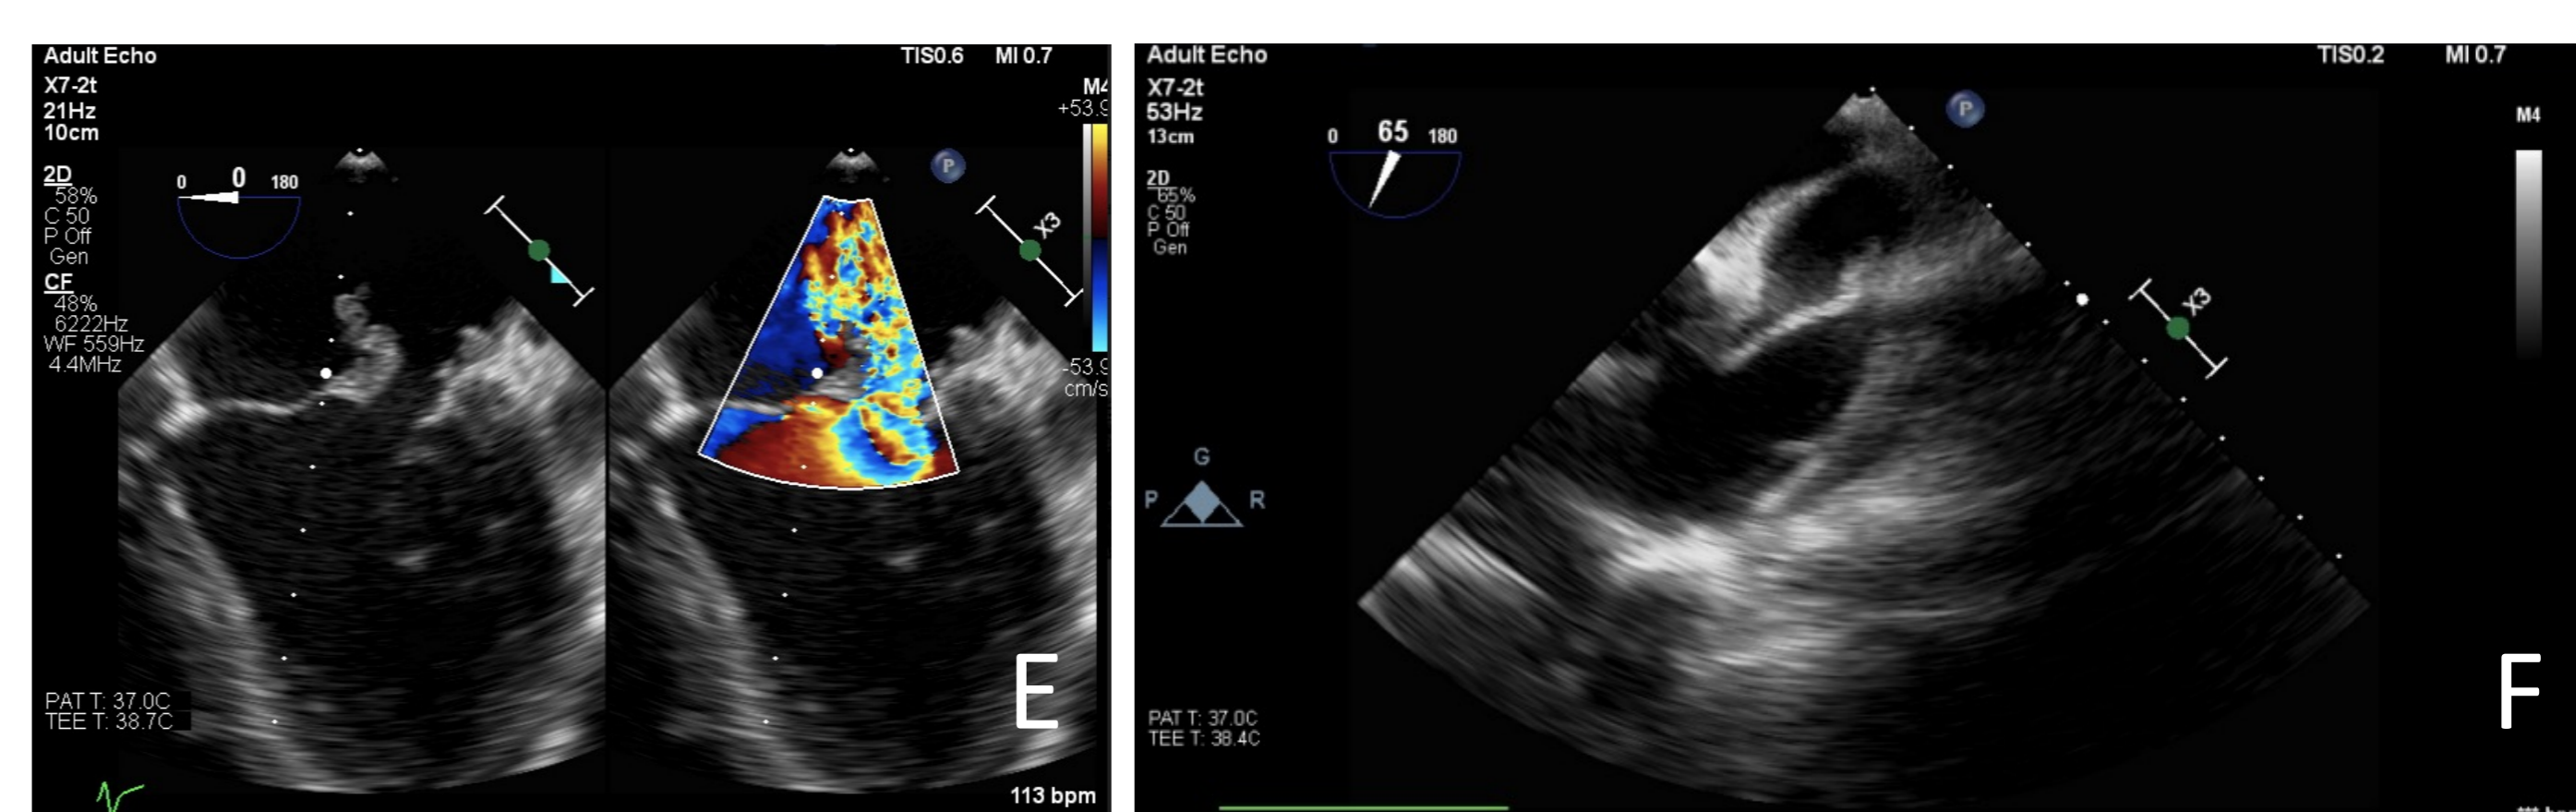 Adult Echo
TIS0.6 MI 0.7
X7-2t
21Hz
10cm
2D
58%
C 50
P Off
Gen
CF
48%
6222Hz
WF 559Hz
4.4MHz
0 0 180
P
X3
M4
+53.9
-53.9
cm/s
PAT T: 37.0C
TEE T: 38.7C
E
113 bpm
Adult Echo
TIS0.2 MI 0.7
X7-2t
53Hz
13cm
2D
65%
C 50
P Off
Gen
0 65 180
P
X3
M4
G
P R
PAT T: 37.0C
TEE T: 38.4C
F